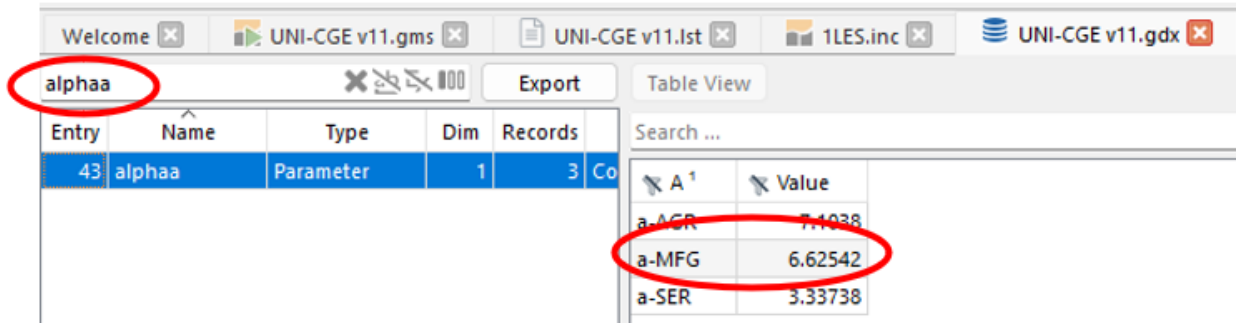 Welcome UNI-CGE v11.gms UNI-CGE v11.lst 1LES.inc UNI-CGE v11.gdx
alphaa Export Table View
Entry Name Type Dim Records Search ...
43 alphaa Parameter 1 3 Co
A 1 Value
a-AGR 7.1038
a-MFG 6.62542
a-SER 3.33738